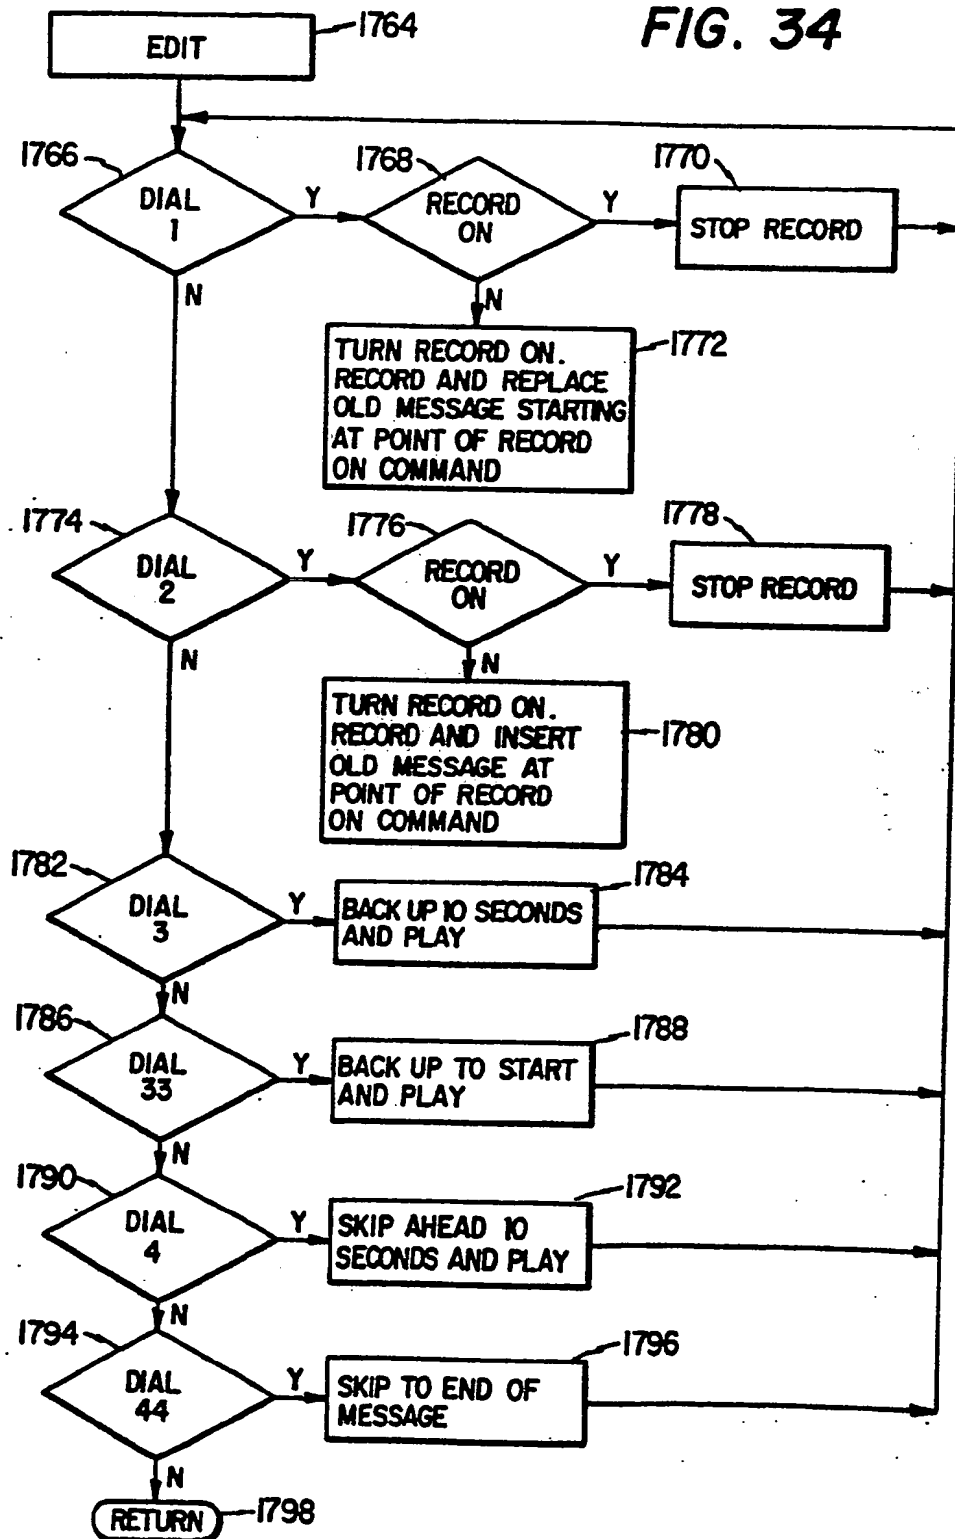 FIG. 34
EDIT
1764
1766
DIAL
1
Y
N
1768
RECORD
ON
Y
N
1770
STOP RECORD
TURN RECORD ON.
RECORD AND REPLACE
OLD MESSAGE STARTING
AT POINT OF RECORD
ON COMMAND
1772
1774
DIAL
2
Y
N
1776
RECORD
ON
Y
N
1778
STOP RECORD
TURN RECORD ON.
RECORD AND INSERT
OLD MESSAGE AT
POINT OF RECORD
ON COMMAND
1780
1782
DIAL
3
Y
N
1784
BACK UP 10 SECONDS
AND PLAY
1786
DIAL
33
Y
N
1788
BACK UP TO START
AND PLAY
1790
DIAL
4
Y
N
1792
SKIP AHEAD 10
SECONDS AND PLAY
1794
DIAL
44
Y
N
1796
SKIP TO END OF
MESSAGE
RETURN
1798